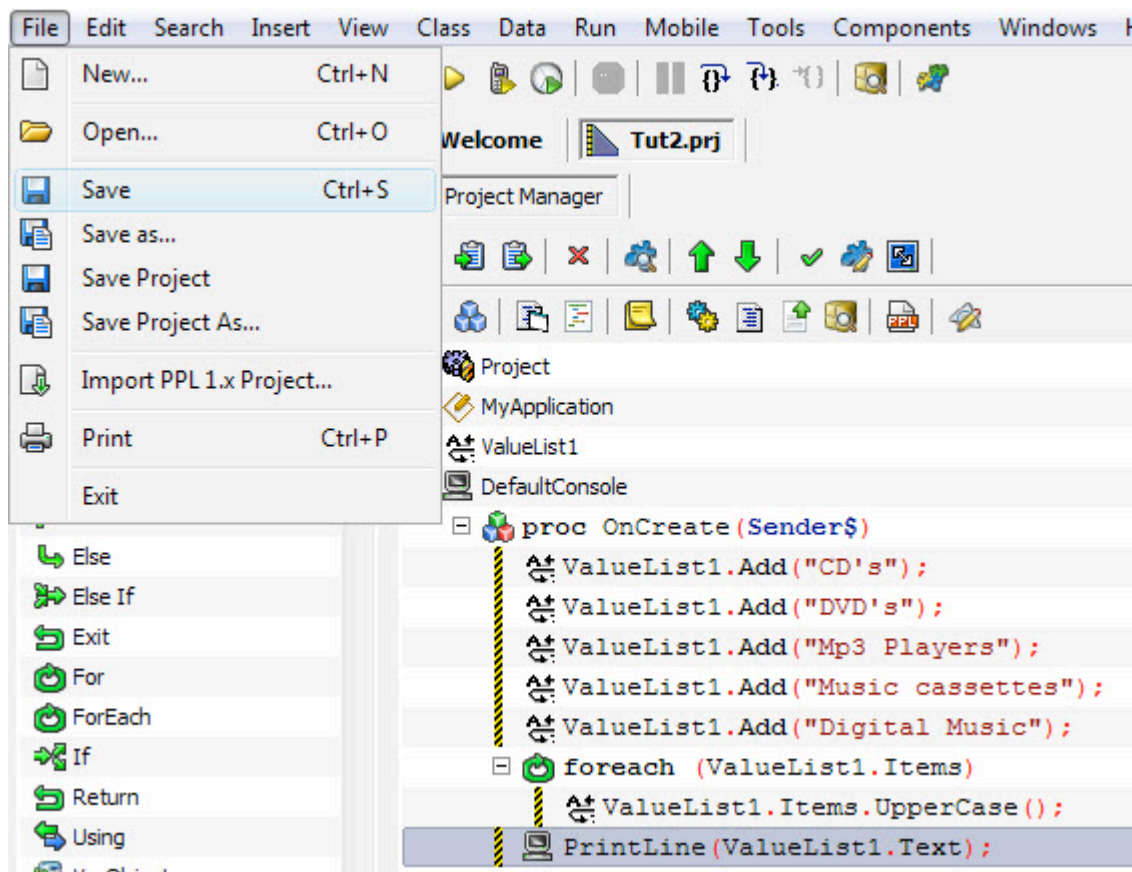 File Edit Search Insert View Class Data Run Mobile Tools Components Windows
New... Ctrl+N
Open... Ctrl+O
Save Ctrl+S
Save as...
Save Project
Save Project As...
Import PPL 1.x Project...
Print Ctrl+P
Exit
Welcome Tut2.prj
Project Manager
PPL
Project
MyApplication
ValueList1
DefaultConsole
proc OnCreate(Sender$)
ValueList1.Add("CD's");
ValueList1.Add("DVD's");
ValueList1.Add("Mp3 Players");
ValueList1.Add("Music cassettes");
ValueList1.Add("Digital Music");
foreach (ValueList1.Items)
ValueList1.Items.UpperCase();
PrintLine(ValueList1.Text);
Else
Else If
Exit
For
ForEach
If
Return
Using